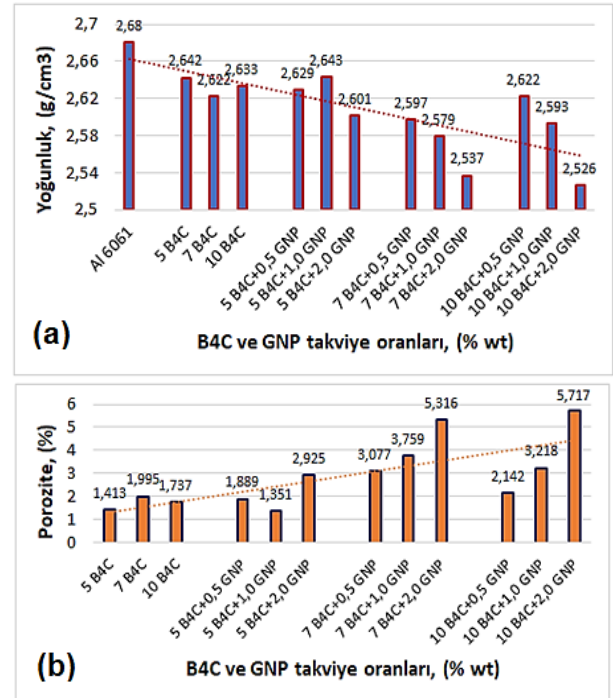 2,7
2,66
2,62
2,58
2,54
2,5
Yoğunluk, (g/cm3)
2,68
2,642
2,622
2,633
2,629
2,643
2,601
2,597
2,579
2,537
2,622
2,593
2,526
Al 6061
5 B4C
7 B4C
10 B4C
5 B4C+0,5 GNP
5 B4C+1,0 GNP
5 B4C+2,0 GNP
7 B4C+0,5 GNP
7 B4C+1,0 GNP
7 B4C+2,0 GNP
10 B4C+0,5 GNP
10 B4C+1,0 GNP
10 B4C+2,0 GNP
(a)
B4C ve GNP takviye oranları, (% wt)
6
5
4
3
2
1
0
Porozite, (%)
1,413
1,995
1,737
1,889
1,351
2,925
3,077
3,759
5,316
2,142
3,218
5,717
5 B4C
7 B4C
10 B4C
5 B4C+0,5 GNP
5 B4C+1,0 GNP
5 B4C+2,0 GNP
7 B4C+0,5 GNP
7 B4C+1,0 GNP
7 B4C+2,0 GNP
10 B4C+0,5 GNP
10 B4C+1,0 GNP
10 B4C+2,0 GNP
(b)
B4C ve GNP takviye oranları, (% wt)